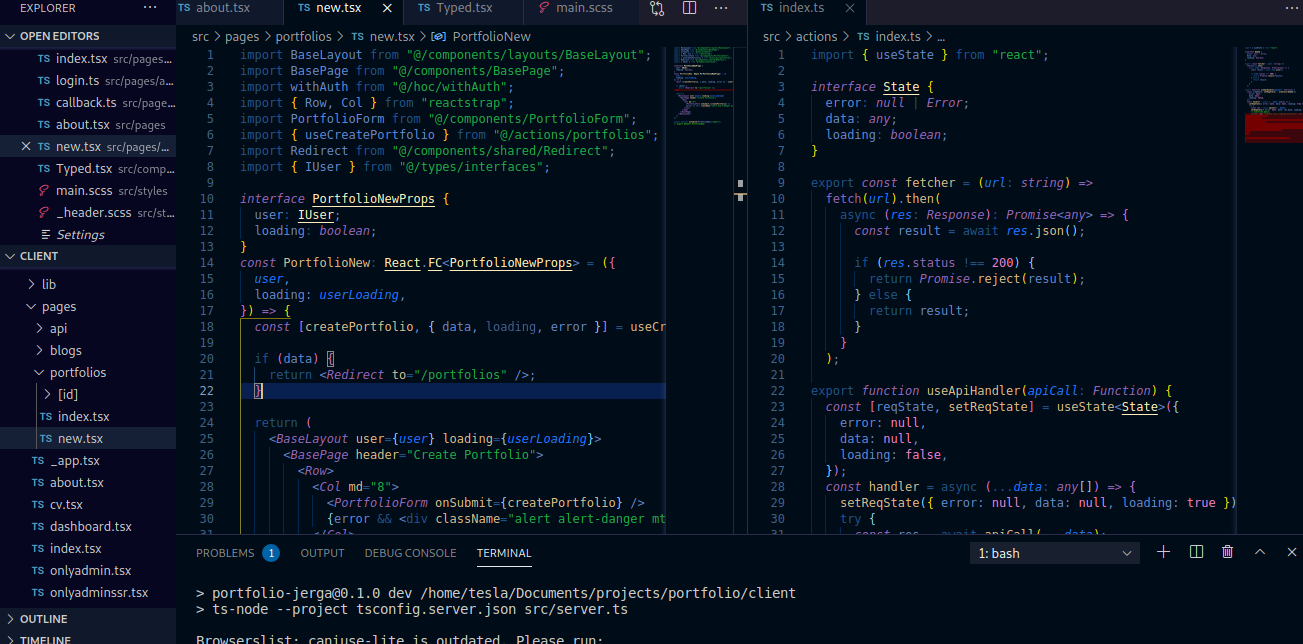 EXPLORER ...
OPEN EDITORS
TS index.tsx src/pages...
TS login.ts src/pages/a...
TS callback.ts src/page...
TS about.tsx src/pages
TS new.tsx src/pages/...
TS Typed.tsx src/comp...
main.scss src/styles
_header.scss src/st...
Settings
CLIENT
lib
pages
api
blogs
portfolios
[id]
TS index.tsx
TS new.tsx
TS _app.tsx
TS about.tsx
TS cv.tsx
TS dashboard.tsx
TS index.tsx
TS onlyadmin.tsx
TS onlyadminssr.tsx
OUTLINE
TIMELINE
TS about.tsx TS new.tsx TS Typed.tsx main.scss ...
src > pages > portfolios > TS new.tsx > PortfolioNew
1 import BaseLayout from "@/components/layouts/BaseLayout";
2 import BasePage from "@/components/BasePage";
3 import withAuth from "@/hoc/withAuth";
4 import { Row, Col } from "reactstrap";
5 import PortfolioForm from "@/components/PortfolioForm";
6 import { useCreatePortfolio } from "@/actions/portfolios";
7 import Redirect from "@/components/shared/Redirect";
8 import { IUser } from "@/types/interfaces";
9
10 interface PortfolioNewProps {
11 user: IUser;
12 loading: boolean;
13 }
14 const PortfolioNew: React.FC<PortfolioNewProps> = ({
15 user,
16 loading: userLoading,
17 }) => {
18 const [createPortfolio, { data, loading, error }] = useCr
19
20 if (data) {
21 return <Redirect to="/portfolios" />;
22 }
23
24 return (
25 <BaseLayout user={user} loading={userLoading}>
26 <BasePage header="Create Portfolio">
27 <Row>
28 <Col md="8">
29 <PortfolioForm onSubmit={createPortfolio} />
30 {error && <div className="alert alert-danger mt
31 </Col>
TS index.ts
...
src > actions > TS index.ts > ...
1 import { useState } from "react";
2
3 interface State {
4 error: null | Error;
5 data: any;
6 loading: boolean;
7 }
8
9 export const fetcher = (url: string) =>
10 fetch(url).then(
11 async (res: Response): Promise<any> => {
12 const result = await res.json();
13
14 if (res.status !== 200) {
15 return Promise.reject(result);
16 } else {
17 return result;
18 }
19 }
20 );
21
22 export function useApiHandler(apiCall: Function) {
23 const [reqState, setReqState] = useState<State>({
24 error: null,
25 data: null,
26 loading: false,
27 });
28 const handler = async (...data: any[]) => {
29 setReqState({ error: null, data: null, loading: true })
30 try {
31 const res = await apiCall(...data);
PROBLEMS 1 OUTPUT DEBUG CONSOLE TERMINAL 1: bash
> portfolio-jerga@0.1.0 dev /home/tesla/Documents/projects/portfolio/client
> ts-node --project tsconfig.server.json src/server.ts
Browserslist: caniuse-lite is outdated. Please run: